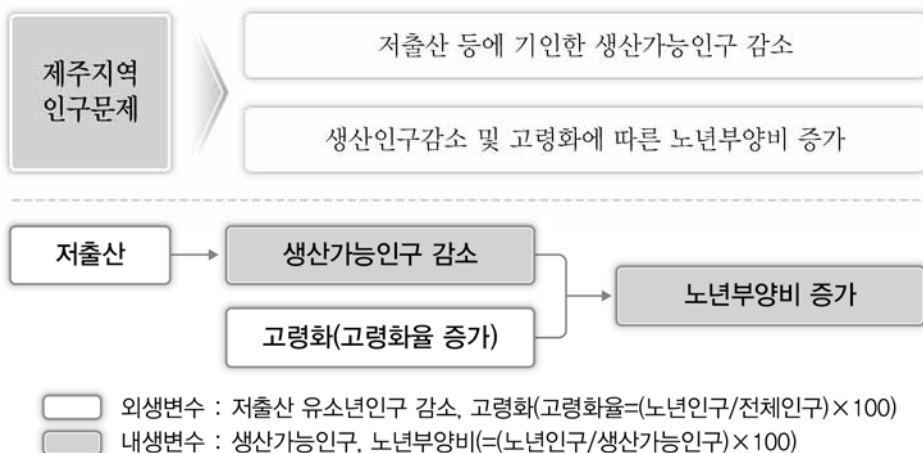 제주지역
인구문제
저출산 등에 기인한 생산가능인구 감소
생산인구감소 및 고령화에 따른 노년부양비 증가
저출산
생산가능인구 감소
고령화(고령화율 증가)
노년부양비 증가
외생변수 : 저출산 유소년인구 감소, 고령화(고령화율=(노년인구/전체인구)×100)
내생변수 : 생산가능인구, 노년부양비(=(노년인구/생산가능인구)×100)